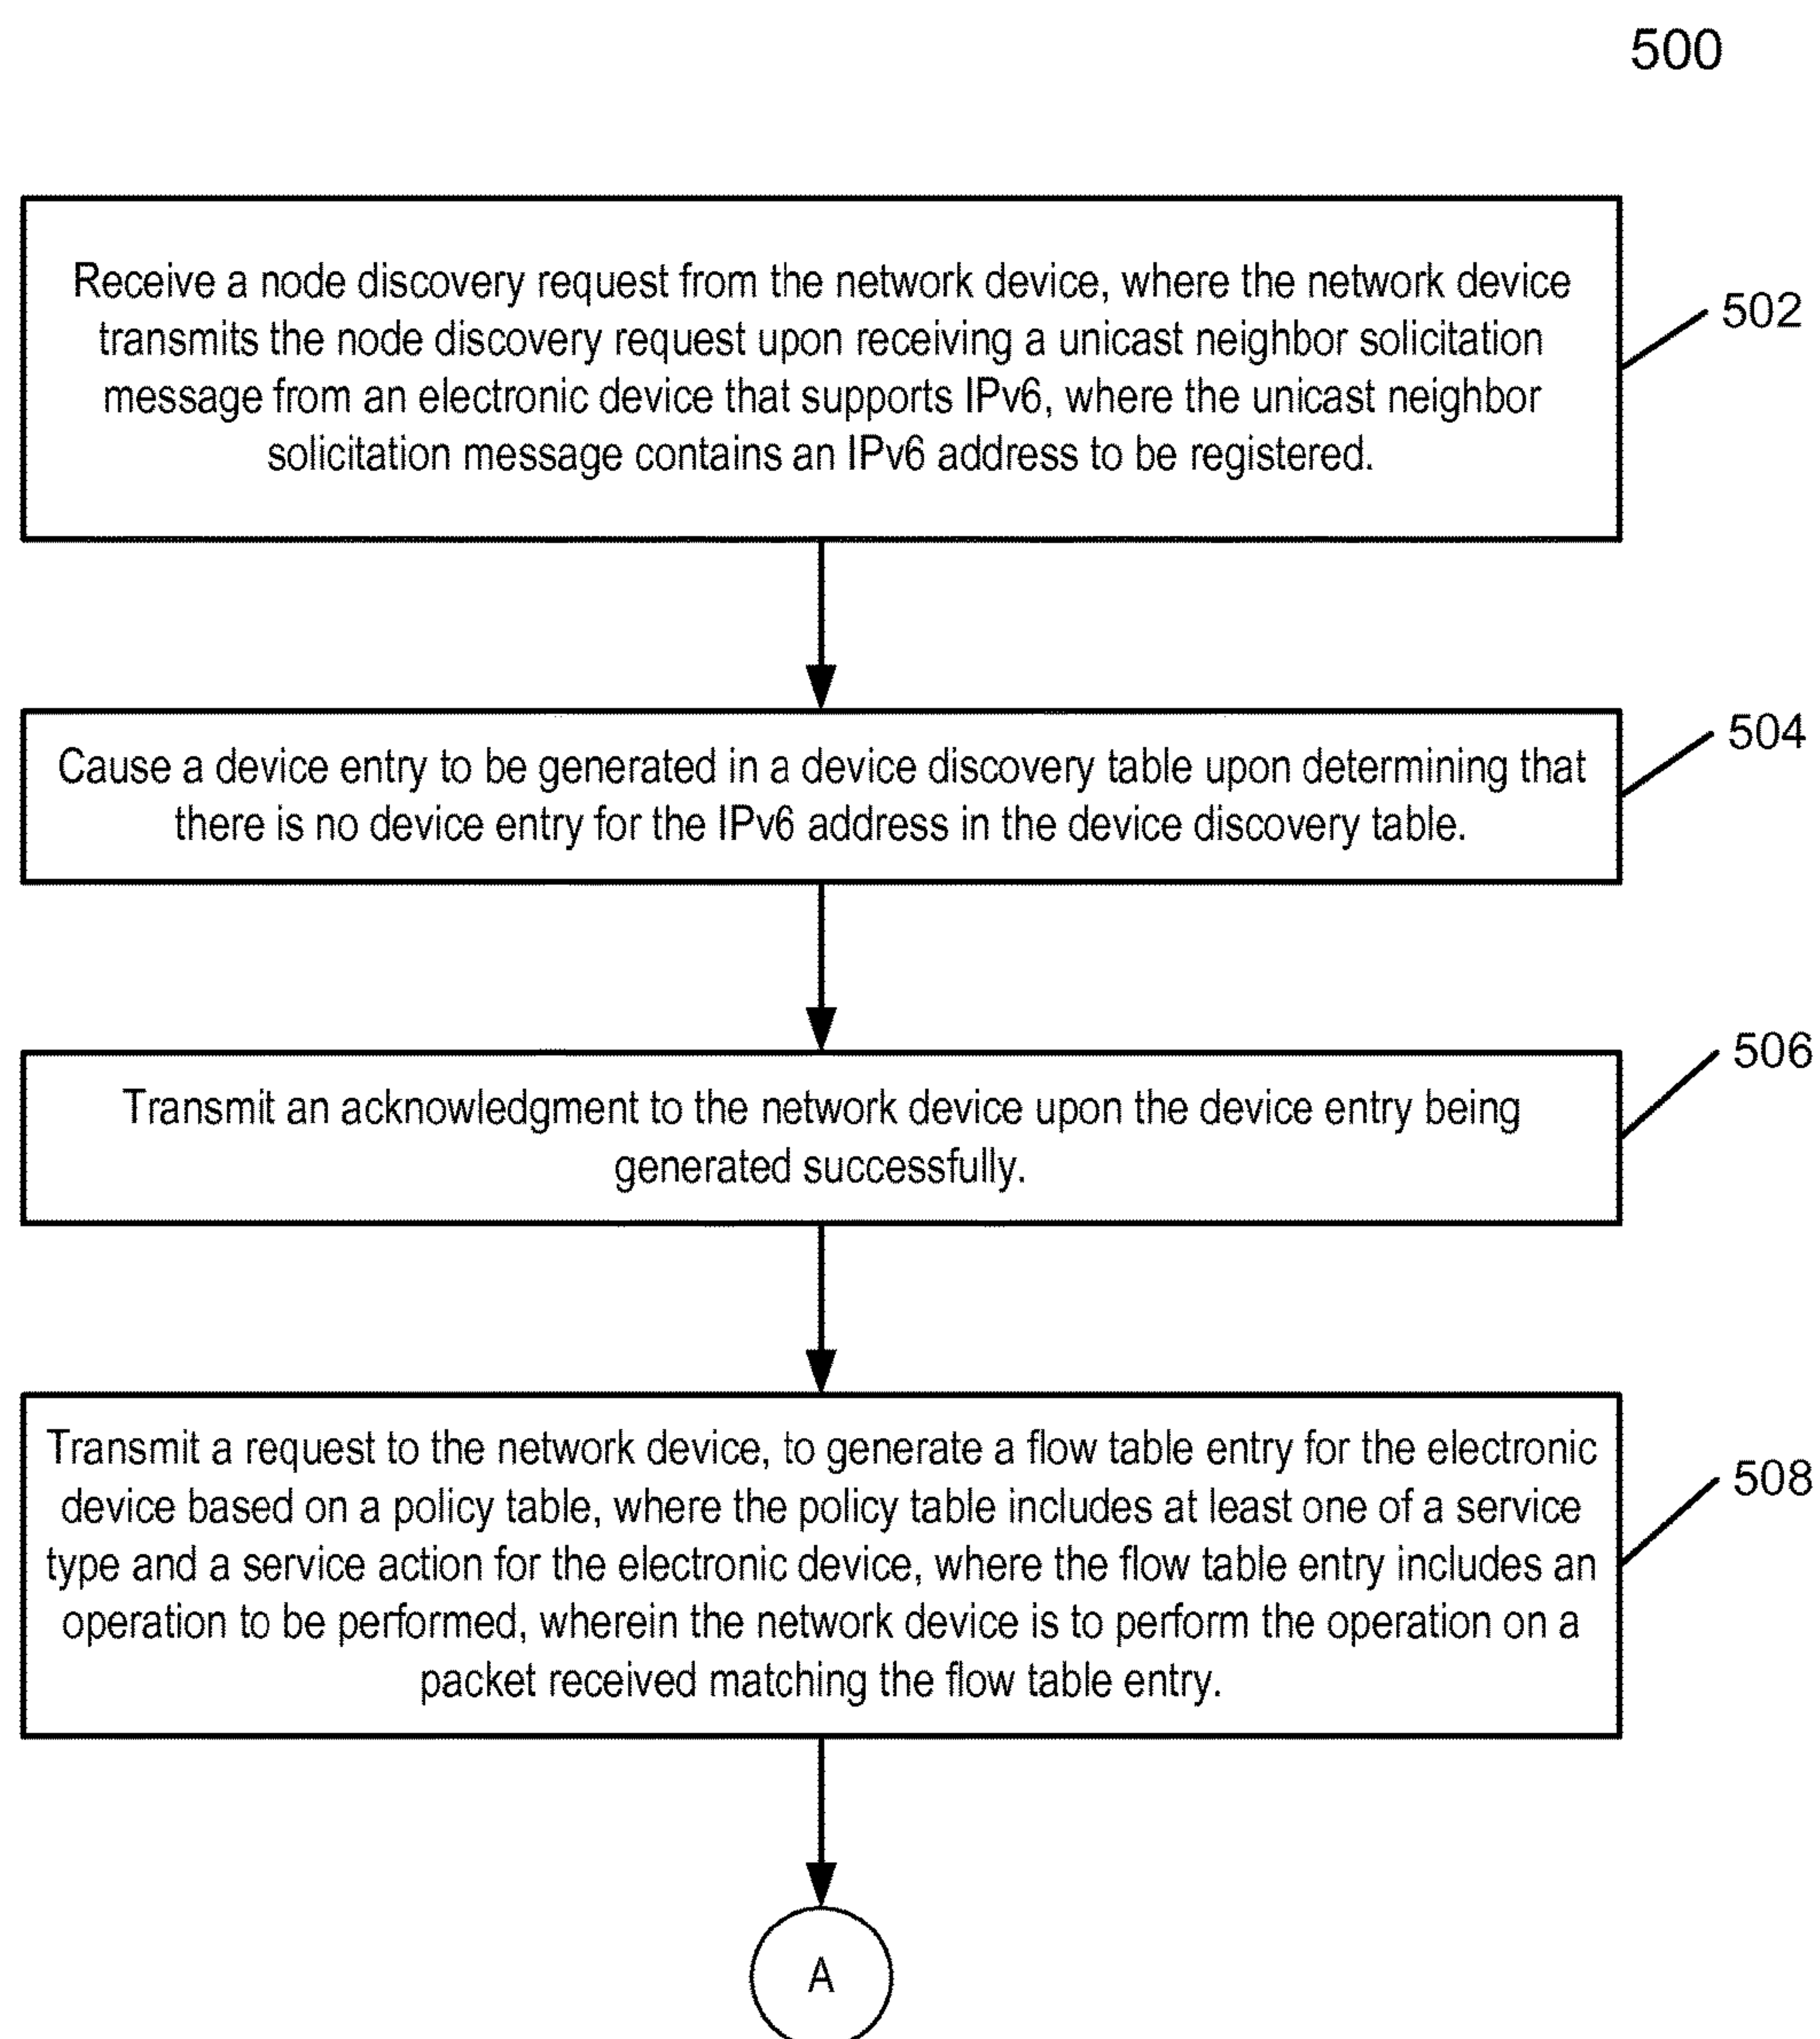 500
Receive a node discovery request from the network device, where the network device
transmits the node discovery request upon receiving a unicast neighbor solicitation
message from an electronic device that supports IPv6, where the unicast neighbor
solicitation message contains an IPv6 address to be registered.
502
Cause a device entry to be generated in a device discovery table upon determining that
there is no device entry for the IPv6 address in the device discovery table.
504
Transmit an acknowledgment to the network device upon the device entry being
generated successfully.
506
Transmit a request to the network device, to generate a flow table entry for the electronic
device based on a policy table, where the policy table includes at least one of a service
type and a service action for the electronic device, where the flow table entry includes an
operation to be performed, wherein the network device is to perform the operation on a
packet received matching the flow table entry.
508
A